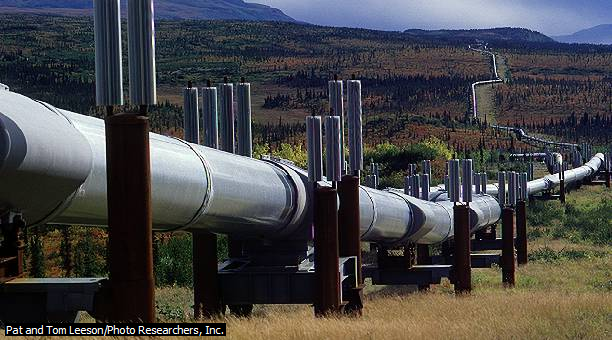 Pat and Tom Leeson/Photo Researchers, Inc.